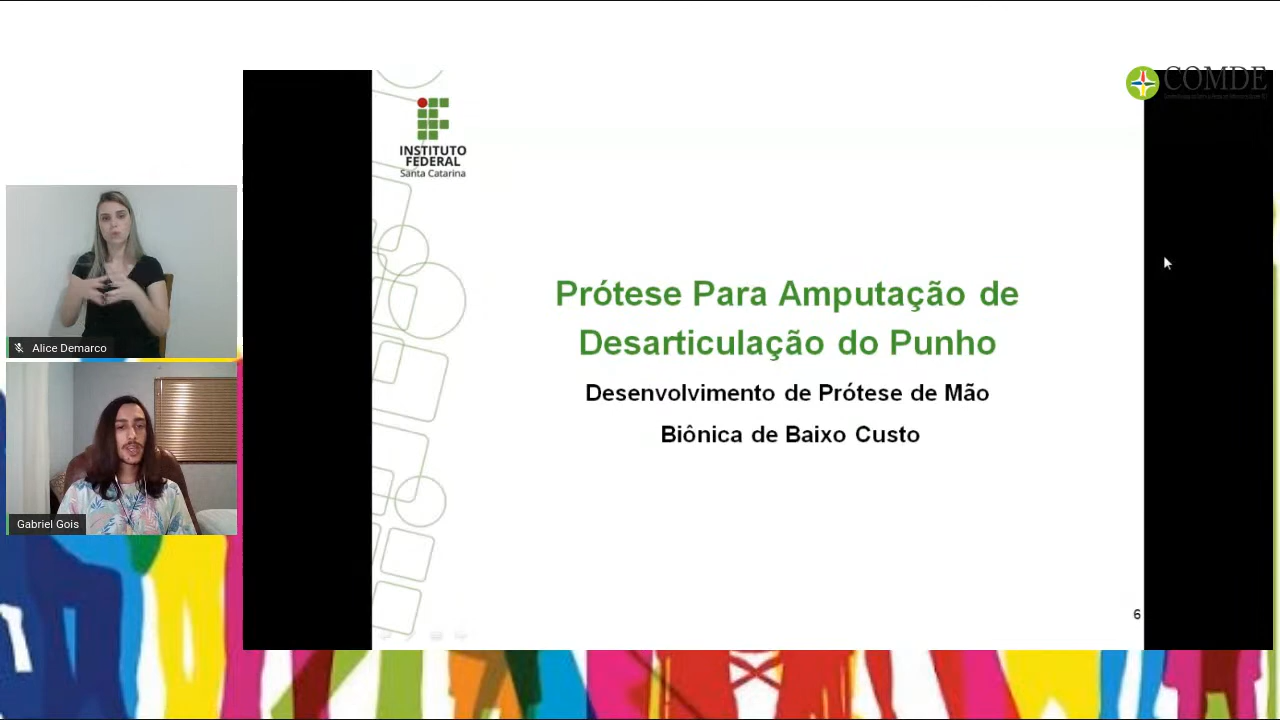 COMDE
INSTITUTO
FEDERAL
Santa Catarina
Prótese Para Amputação de
Desarticulação do Punho
Desenvolvimento de Prótese de Mão
Biônica de Baixo Custo
Alice Demarco
Gabriel Gois
6